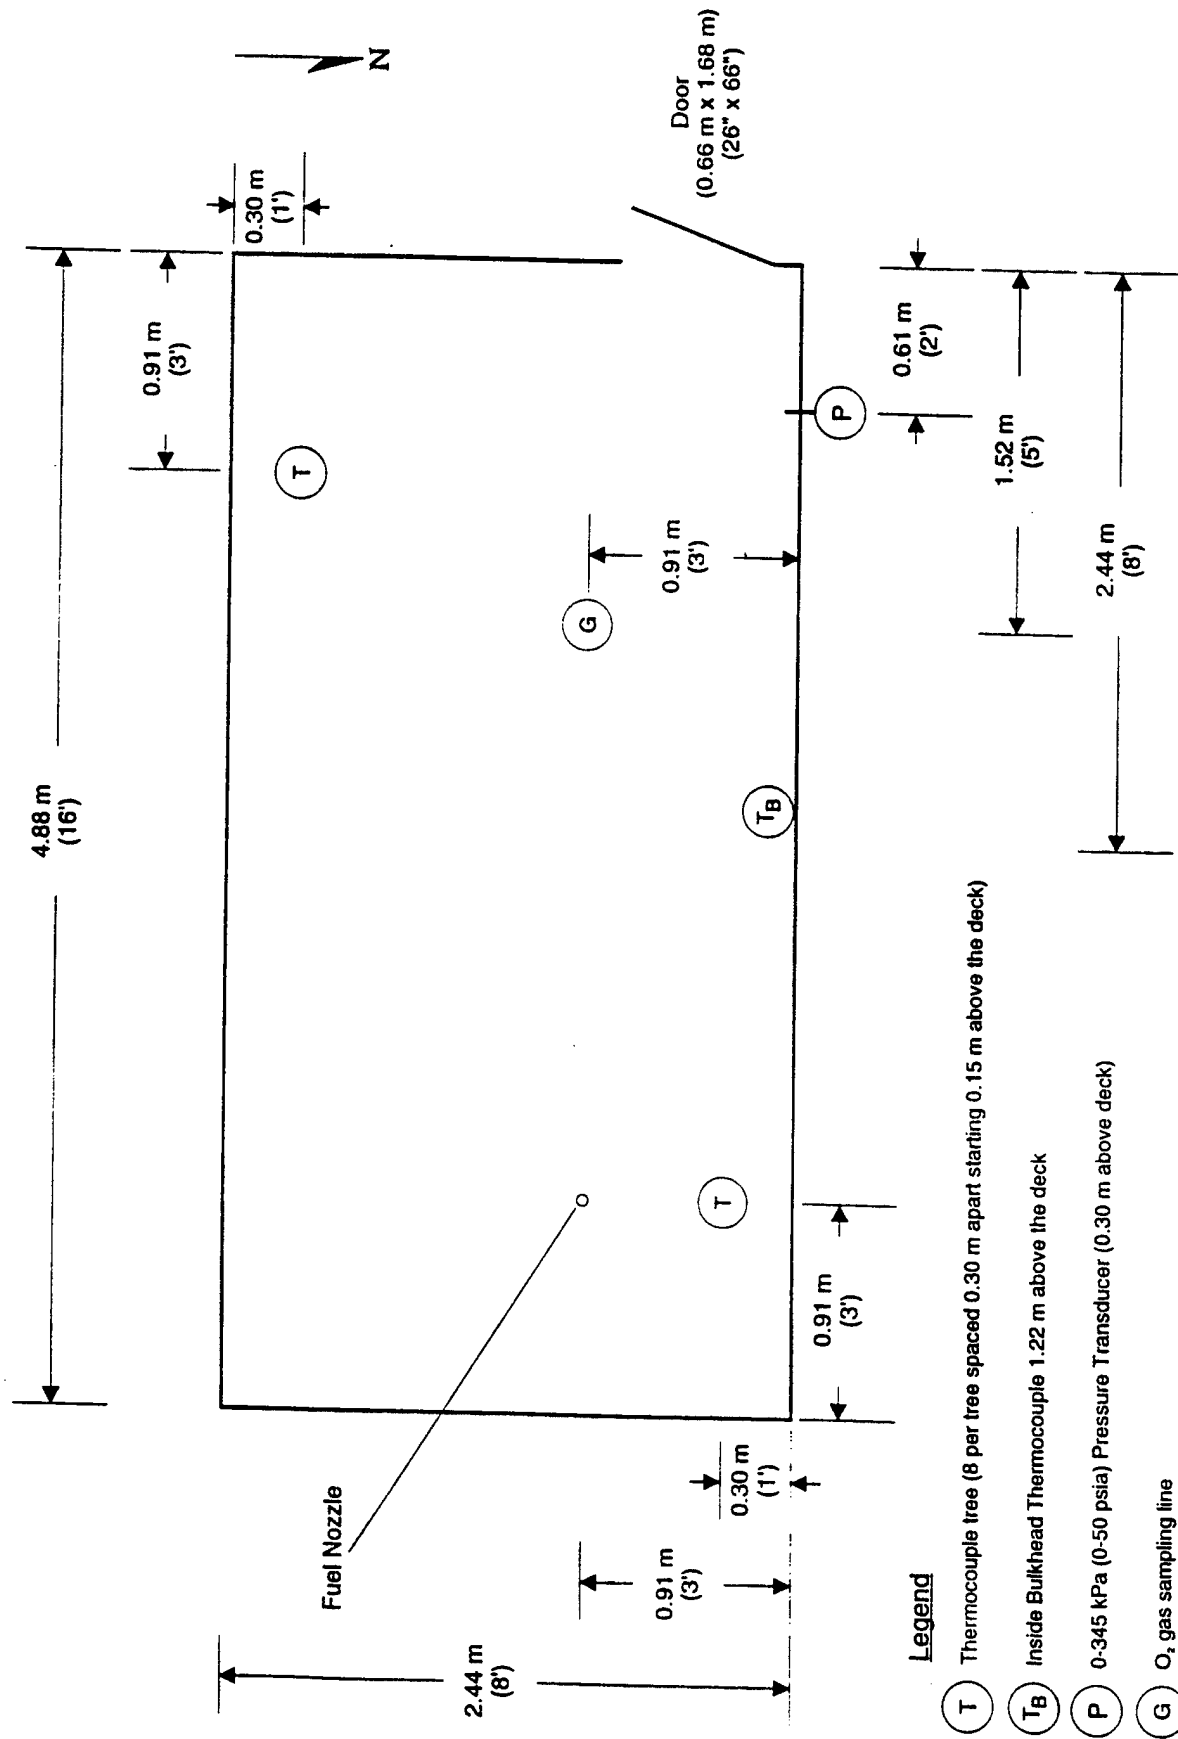 4.88 m
(16')
N
0.91 m
(3')
0.30 m
(1')
Door
(0.66 m x 1.68 m)
(26" x 66")
T
G
0.91 m
(3')
T
TB
P
Fuel Nozzle
2.44 m
(8')
0.91 m
(3')
0.30 m
(1')
0.91 m
(3')
0.61 m
(2')
1.52 m
(5')
2.44 m
(8')
Legend
T Thermocouple tree (8 per tree spaced 0.30 m apart starting 0.15 m above the deck)
TB Inside Bulkhead Thermocouple 1.22 m above the deck
P 0-345 kPa (0-50 psia) Pressure Transducer (0.30 m above deck)
G O₂ gas sampling line